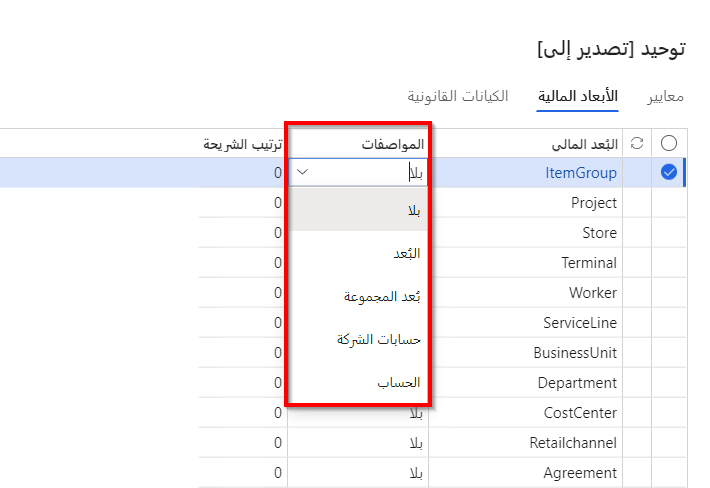 توحيد [تصدير إلى]
معايير الأبعاد المالية الكيانات القانونية
البُعد المالي المواصفات ترتيب الشريحة
ItemGroup بلا 0
Project بلا 0
Store البُعد 0
Terminal بُعد المجموعة 0
Worker 0
ServiceLine حسابات الشركة 0
BusinessUnit 0
Department الحساب 0
CostCenter بلا 0
Retailchannel بلا 0
Agreement بلا 0